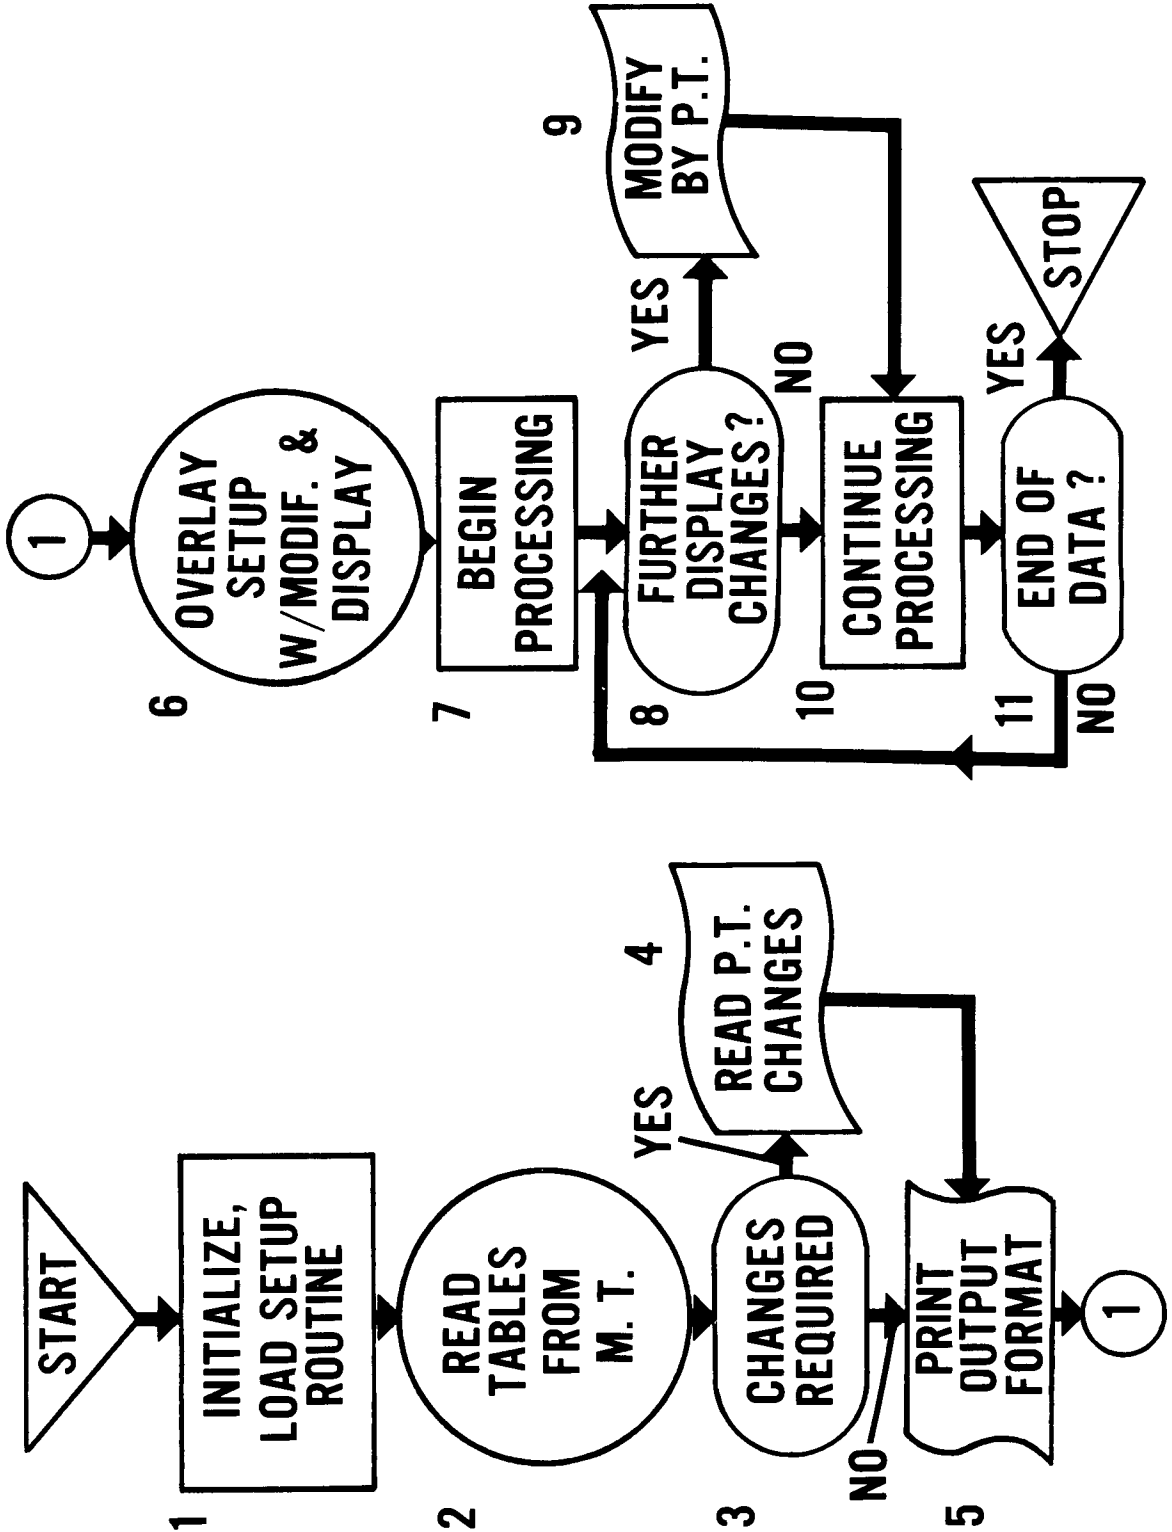 START
1
INITIALIZE,
LOAD SETUP
ROUTINE
2
READ
TABLES
FROM
M. T.
3
CHANGES
REQUIRED
YES
4
READ P.T.
CHANGES
NO
5
PRINT
OUTPUT
FORMAT
1
1
6
OVERLAY
SETUP
W/MODIF. &
DISPLAY
7
BEGIN
PROCESSING
8
FURTHER
DISPLAY
CHANGES?
YES
9
MODIFY
BY P.T.
NO
10
CONTINUE
PROCESSING
11
END OF
DATA ?
YES
STOP
NO